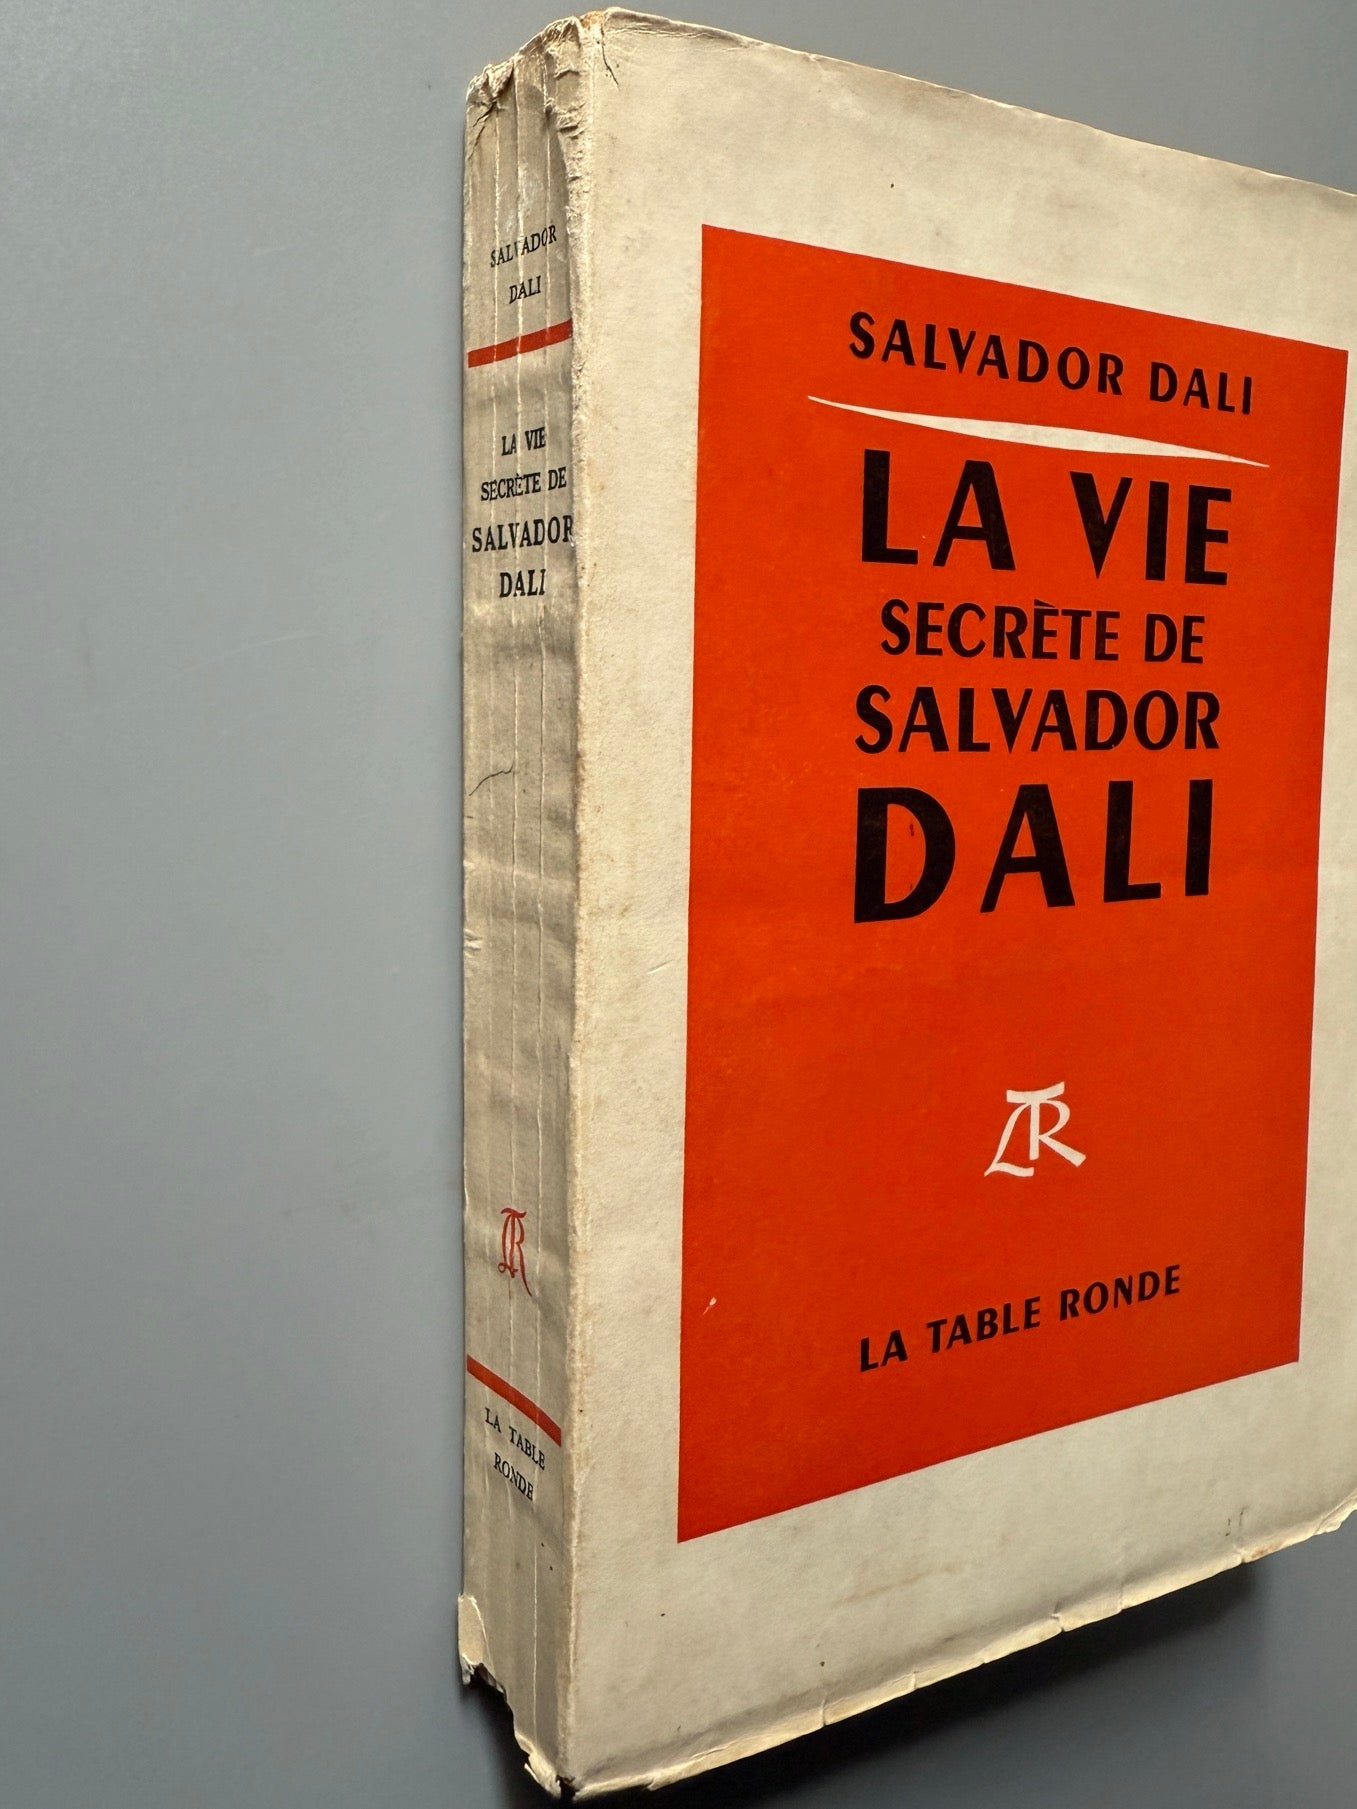 SALVADOR
DALI
LA VIE
SECRÈTE DE
SALVADOR
DALI
LTR
LA TABLE
RONDE
SALVADOR DALI
LA VIE
SECRÈTE DE
SALVADOR
DALI
LTR
LA TABLE RONDE